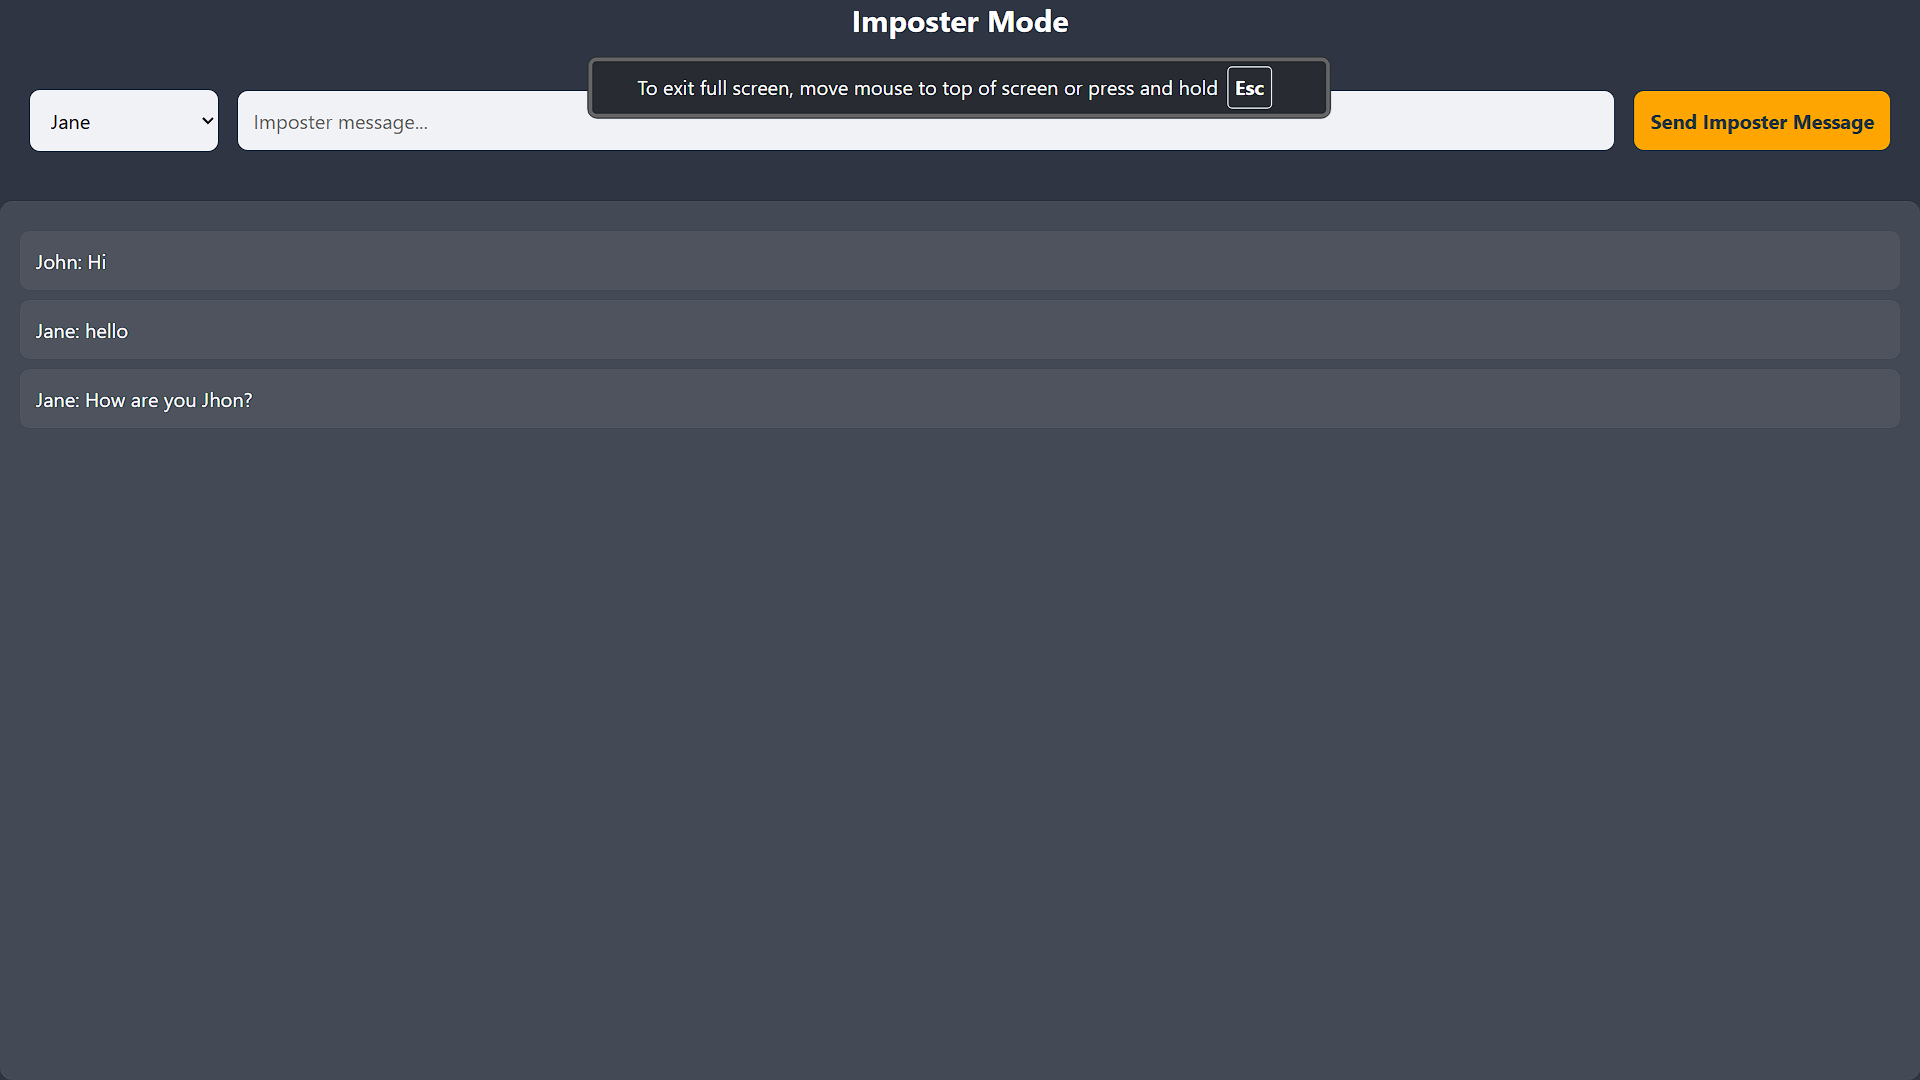 Imposter Mode
To exit full screen, move mouse to top of screen or press and hold Esc
Jane
Imposter message...
Send Imposter Message
John: Hi
Jane: hello
Jane: How are you Jhon?